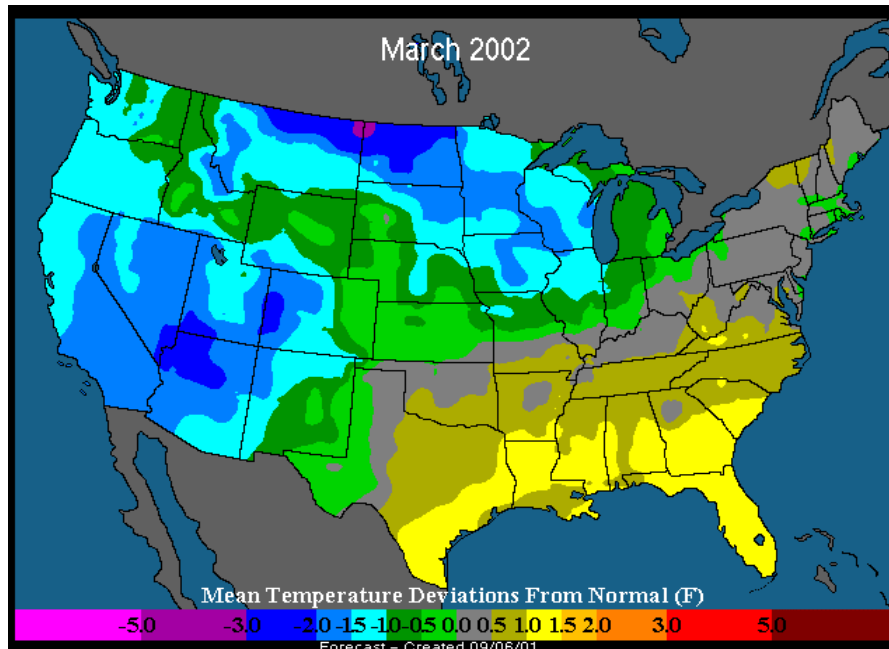 March 2002
Mean Temperature Deviations From Normal (F)
-5.0 -3.0 -2.0 -1.5 -1.0 -0.5 0.0 0.5 1.0 1.5 2.0 3.0 5.0
Forecast - Created 09/06/01